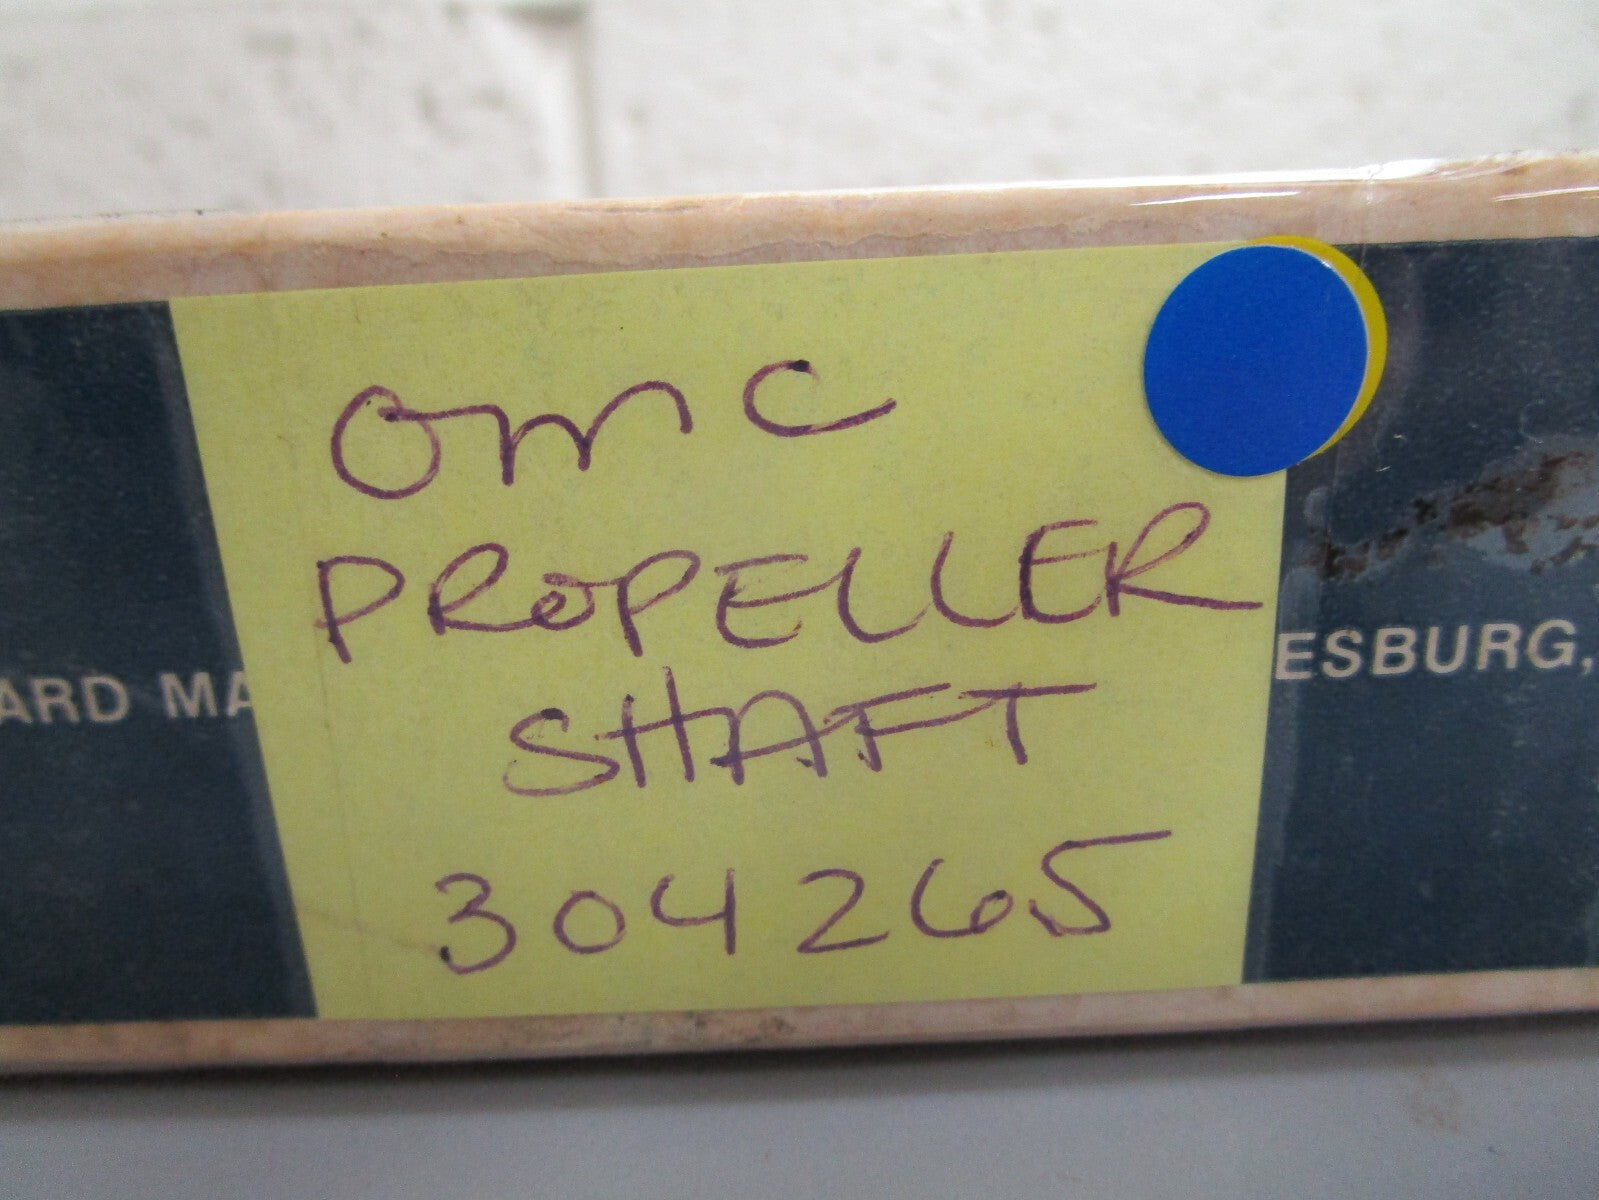 OMC
PROPELLER
SHAFT
304265
ARD MA
ESBURG,